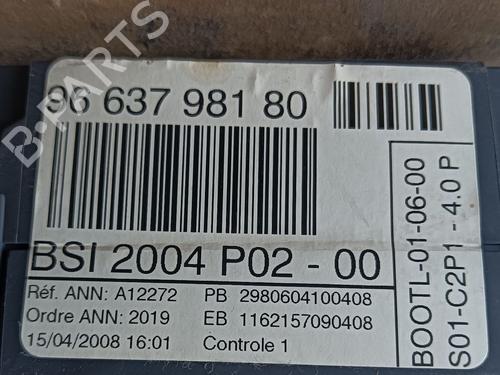 96 637 981 80
BSI 2004 P02 - 00
Réf. ANN: A12272 PB 2980604100408
Ordre ANN: 2019 EB 1162157090408
15/04/2008 16:01 Controle 1
BOOTL-01-06-00
S01-C2P1 - 4.0 P
B-PARTS